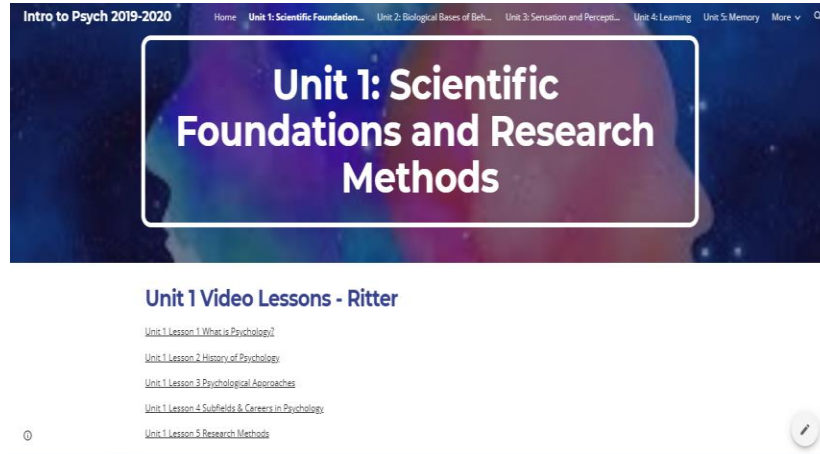 Intro to Psych 2019-2020
Home Unit 1: Scientific Foundation... Unit 2: Biological Bases of Beh... Unit 3: Sensation and Percepti... Unit 4: Learning Unit 5: Memory More
Unit 1: Scientific
Foundations and Research
Methods
Unit 1 Video Lessons - Ritter
Unit 1 Lesson 1 What is Psychology?
Unit 1 Lesson 2 History of Psychology
Unit 1 Lesson 3 Psychological Approaches
Unit 1 Lesson 4 Subfields & Careers in Psychology
Unit 1 Lesson 5 Research Methods